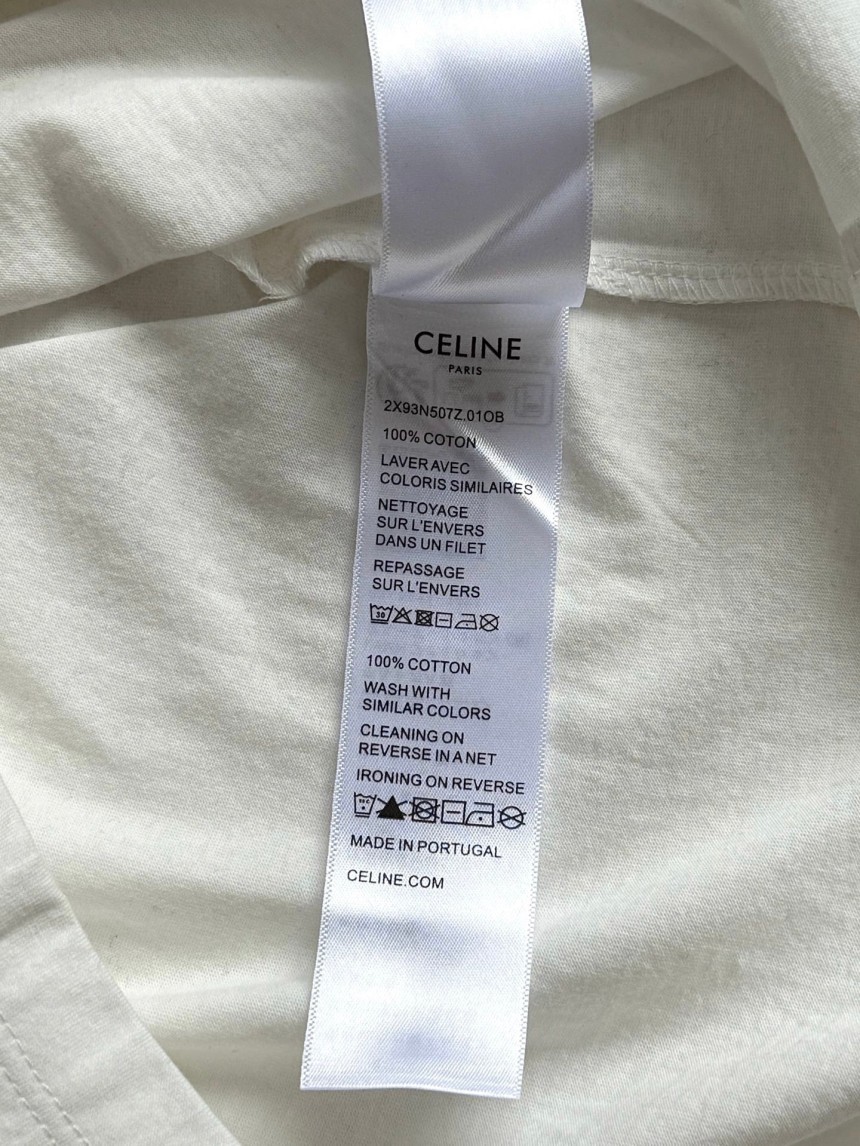 CELINE
PARIS
2X93N507Z.01OB
100% COTON
LAVER AVEC
COLORIS SIMILAIRES
NETTOYAGE
SUR L'ENVERS
DANS UN FILET
REPASSAGE
SUR L'ENVERS
30
100% COTTON
WASH WITH
SIMILAR COLORS
CLEANING ON
REVERSE IN A NET
IRONING ON REVERSE
MADE IN PORTUGAL
CELINE.COM